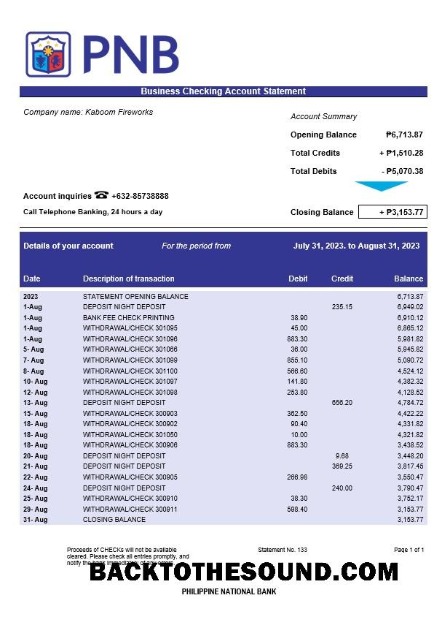 PNB
Business Checking Account Statement
Company name: Kaboom Fireworks
Account Summary
Opening Balance ₱6,713.87
Total Credits + ₱1,510.28
Total Debits - ₱5,070.38
Account inquiries ☎ +632-85738888
Call Telephone Banking, 24 hours a day
Closing Balance + ₱3,153.77
Details of your account For the period from July 31, 2023. to August 31, 2023
Date Description of transaction Debit Credit Balance
2023 STATEMENT OPENING BALANCE 6,713.87
1-Aug DEPOSIT NIGHT DEPOSIT 235.15 6,949.02
1-Aug BANK FEE CHECK PRINTING 38.90 6,910.12
1-Aug WITHDRAWAL/CHECK 301095 45.00 6,865.12
1-Aug WITHDRAWAL/CHECK 301096 883.30 5,981.82
5- Aug WITHDRAWAL/CHECK 301066 36.00 5,945.82
7- Aug WITHDRAWAL/CHECK 301099 855.10 5,090.72
8- Aug WITHDRAWAL/CHECK 301100 566.60 4,524.12
10- Aug WITHDRAWAL/CHECK 301097 141.80 4,382.32
12- Aug WITHDRAWAL/CHECK 301098 253.80 4,128.52
13- Aug DEPOSIT NIGHT DEPOSIT 656.20 4,784.72
15- Aug WITHDRAWAL/CHECK 300903 362.50 4,422.22
18- Aug WITHDRAWAL/CHECK 300902 90.40 4,331.82
18- Aug WITHDRAWAL/CHECK 301050 10.00 4,321.82
18- Aug WITHDRAWAL/CHECK 300906 883.30 3,438.52
20- Aug DEPOSIT NIGHT DEPOSIT 9.68 3,448.20
21- Aug DEPOSIT NIGHT DEPOSIT 369.25 3,817.45
22- Aug WITHDRAWAL/CHECK 300905 266.98 3,550.47
24- Aug DEPOSIT NIGHT DEPOSIT 240.00 3,790.47
25- Aug WITHDRAWAL/CHECK 300910 38.30 3,752.17
29- Aug WITHDRAWAL/CHECK 300911 598.40 3,153.77
31- Aug CLOSING BALANCE 3,153.77
Proceeds of CHECKs will not be available Statement No. 133 Page 1 of 1
cleared. Please check all entries promptly, and
notify the bank
BACKTOTHESOUND.COM
PHILIPPINE NATIONAL BANK